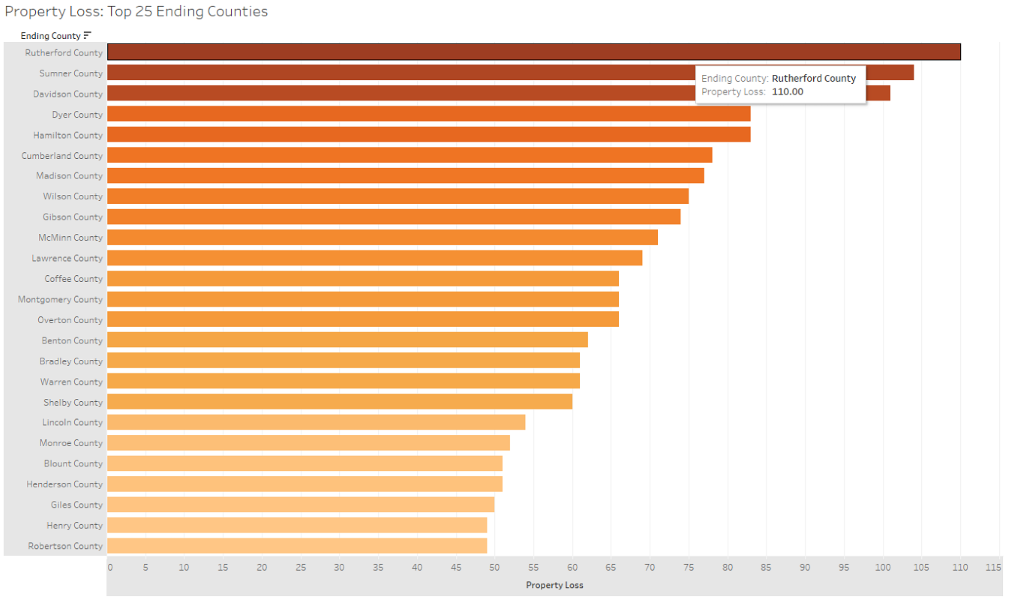 Property Loss: Top 25 Ending Counties
Ending County
Rutherford County
Sumner County
Ending County: Rutherford County
Property Loss: 110.00
Davidson County
Dyer County
Hamilton County
Cumberland County
Madison County
Wilson County
Gibson County
McMinn County
Lawrence County
Coffee County
Montgomery County
Overton County
Benton County
Bradley County
Warren County
Shelby County
Lincoln County
Monroe County
Blount County
Henderson County
Giles County
Henry County
Robertson County
0 5 10 15 20 25 30 35 40 45 50 55 60 65 70 75 80 85 90 95 100 105 110 115
Property Loss